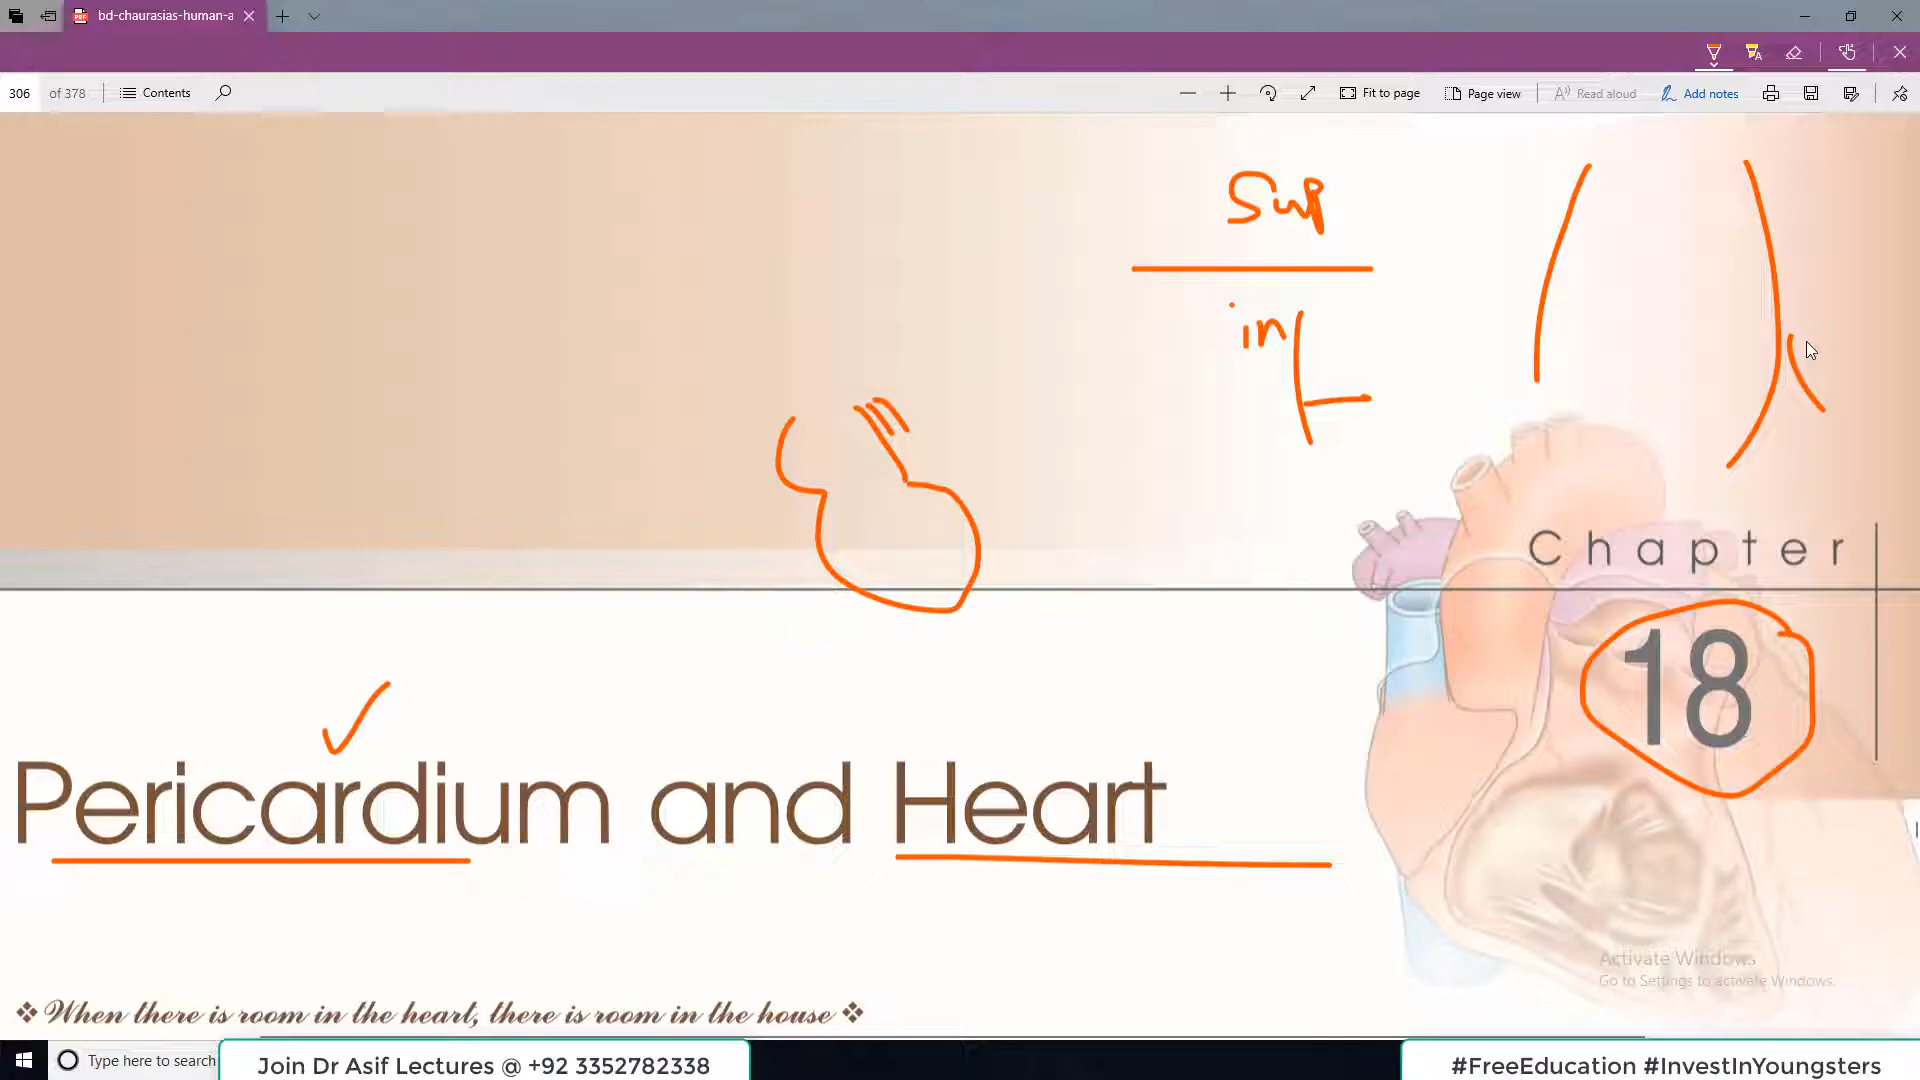 bd-chaurasias-human-a
306 of 378 Contents Fit to page Page view Read aloud Add notes
Sup
in
Chapter
18
Pericardium and Heart
Activate Windows
Go to Settings to activate Windows.
❖When there is room in the heart, there is room in the house❖
Type here to search
Join Dr Asif Lectures @ +92 3352782338
#FreeEducation #InvestInYoungsters